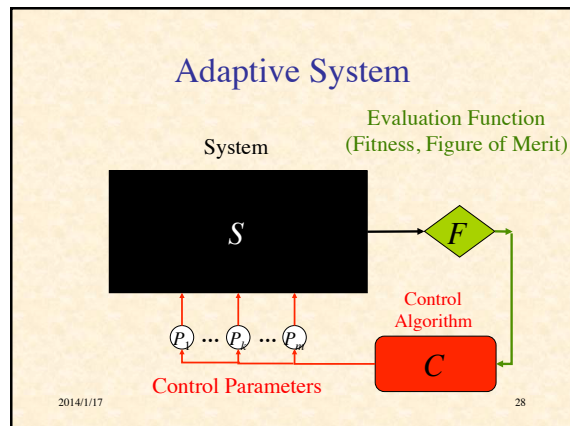 Adaptive System
Evaluation Function
(Fitness, Figure of Merit)
System
S
F
Control
Algorithm
P1 ... Pk ... Pm
C
Control Parameters
2014/1/17
28